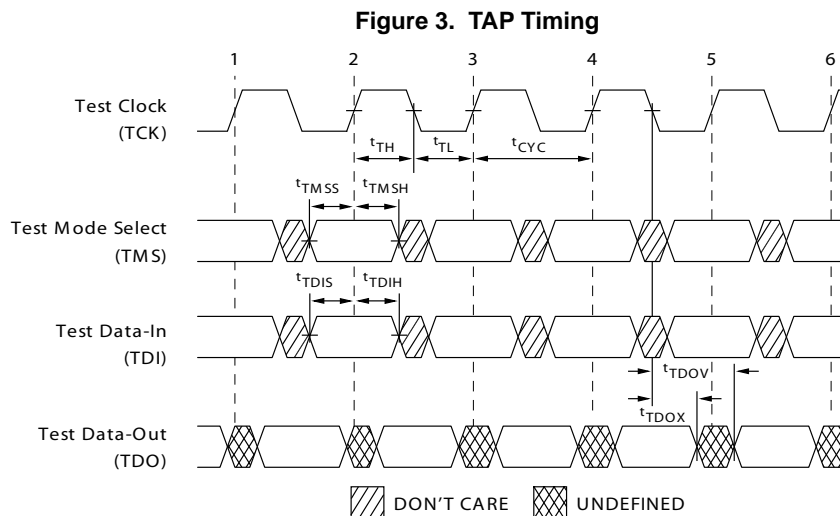 Figure 3. TAP Timing
1 2 3 4 5 6
Test Clock
(TCK)
tTH tTL tCYC
tTMSS tTMSH
Test Mode Select
(TMS)
tTDIS tTDIH
Test Data-In
(TDI)
tTDOV
tTDOX
Test Data-Out
(TDO)
DON'T CARE UNDEFINED